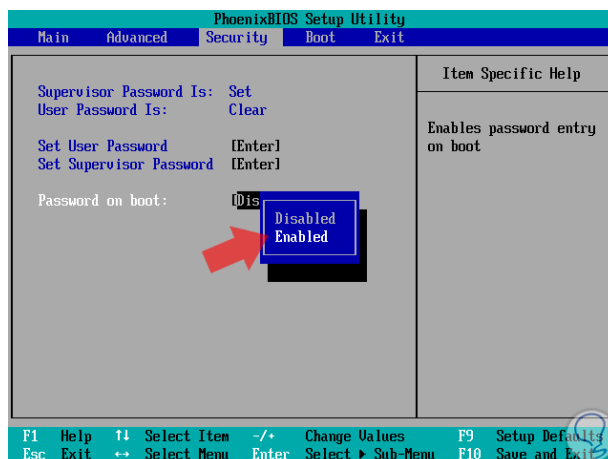 PhoenixBIOS Setup Utility
Main Advanced Security Boot Exit
Item Specific Help
Supervisor Password Is: Set
User Password Is: Clear
Enables password entry
on boot
Set User Password [Enter]
Set Supervisor Password [Enter]
Password on boot: [Dis
Disabled
Enabled
F1 Help ↑↓ Select Item -/+ Change Values F9 Setup Defaults
Esc Exit ↔ Select Menu Enter Select ▶ Sub-Menu F10 Save and Exit